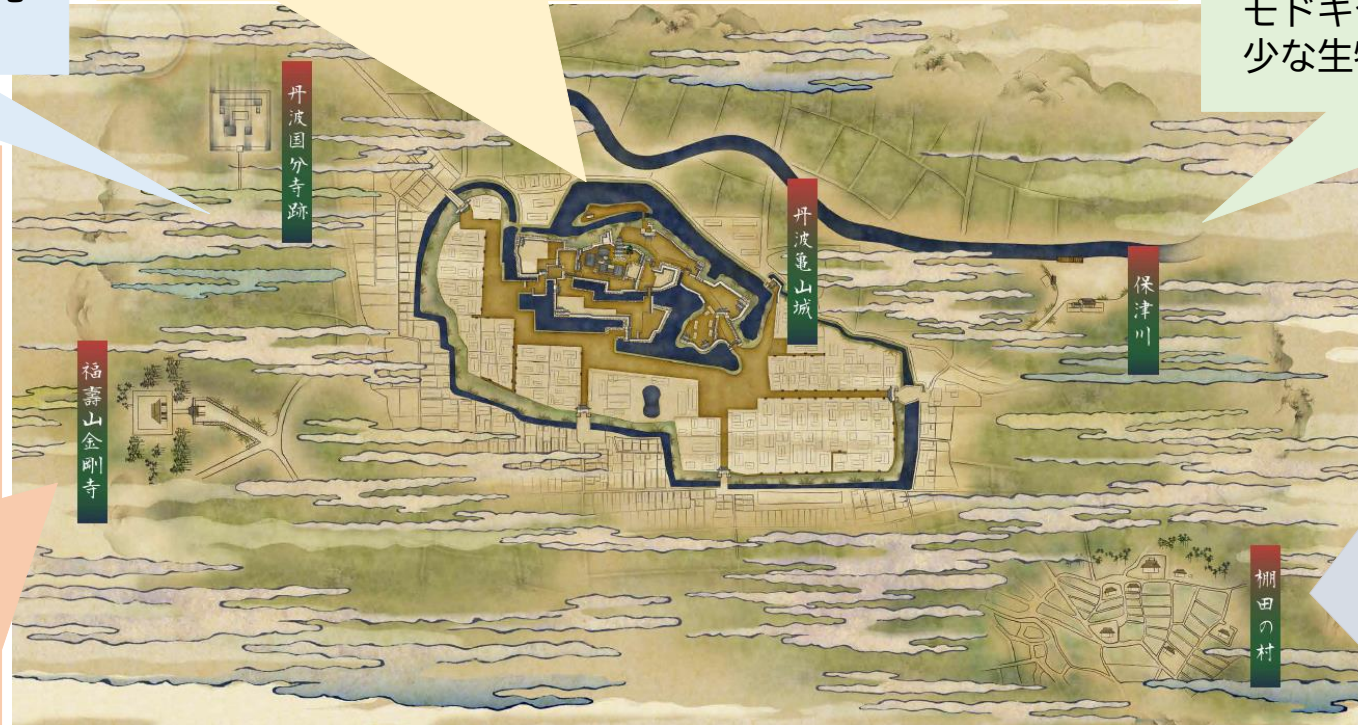 モドキ
少な生
丹波国分寺跡
丹波亀山城
保津川
福壽山金剛寺
棚田の村